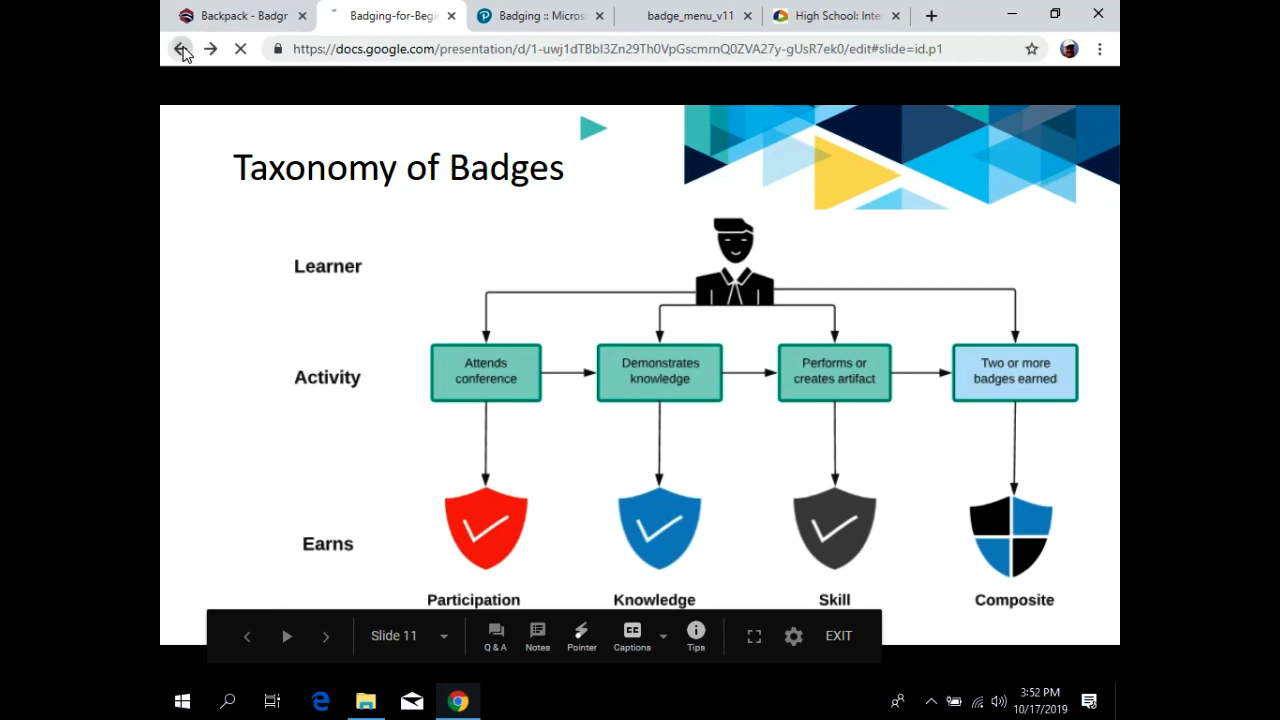 Backpack - Badgr
Badging-for-Begi
Badging :: Micros
badge_menu_v11
High School: Inte
https://docs.google.com/presentation/d/1-uwj1dTBbI3Zn29Th0VpGscmrnQ0ZVA27y-gUsR7ek0/edit#slide=id.p1
Taxonomy of Badges
Learner
Activity
Attends
conference
Demonstrates
knowledge
Performs or
creates artifact
Two or more
badges earned
Earns
Participation
Knowledge
Skill
Composite
Slide 11
Q & A
Notes
Pointer
Captions
Tips
EXIT
3:52 PM
10/17/2019